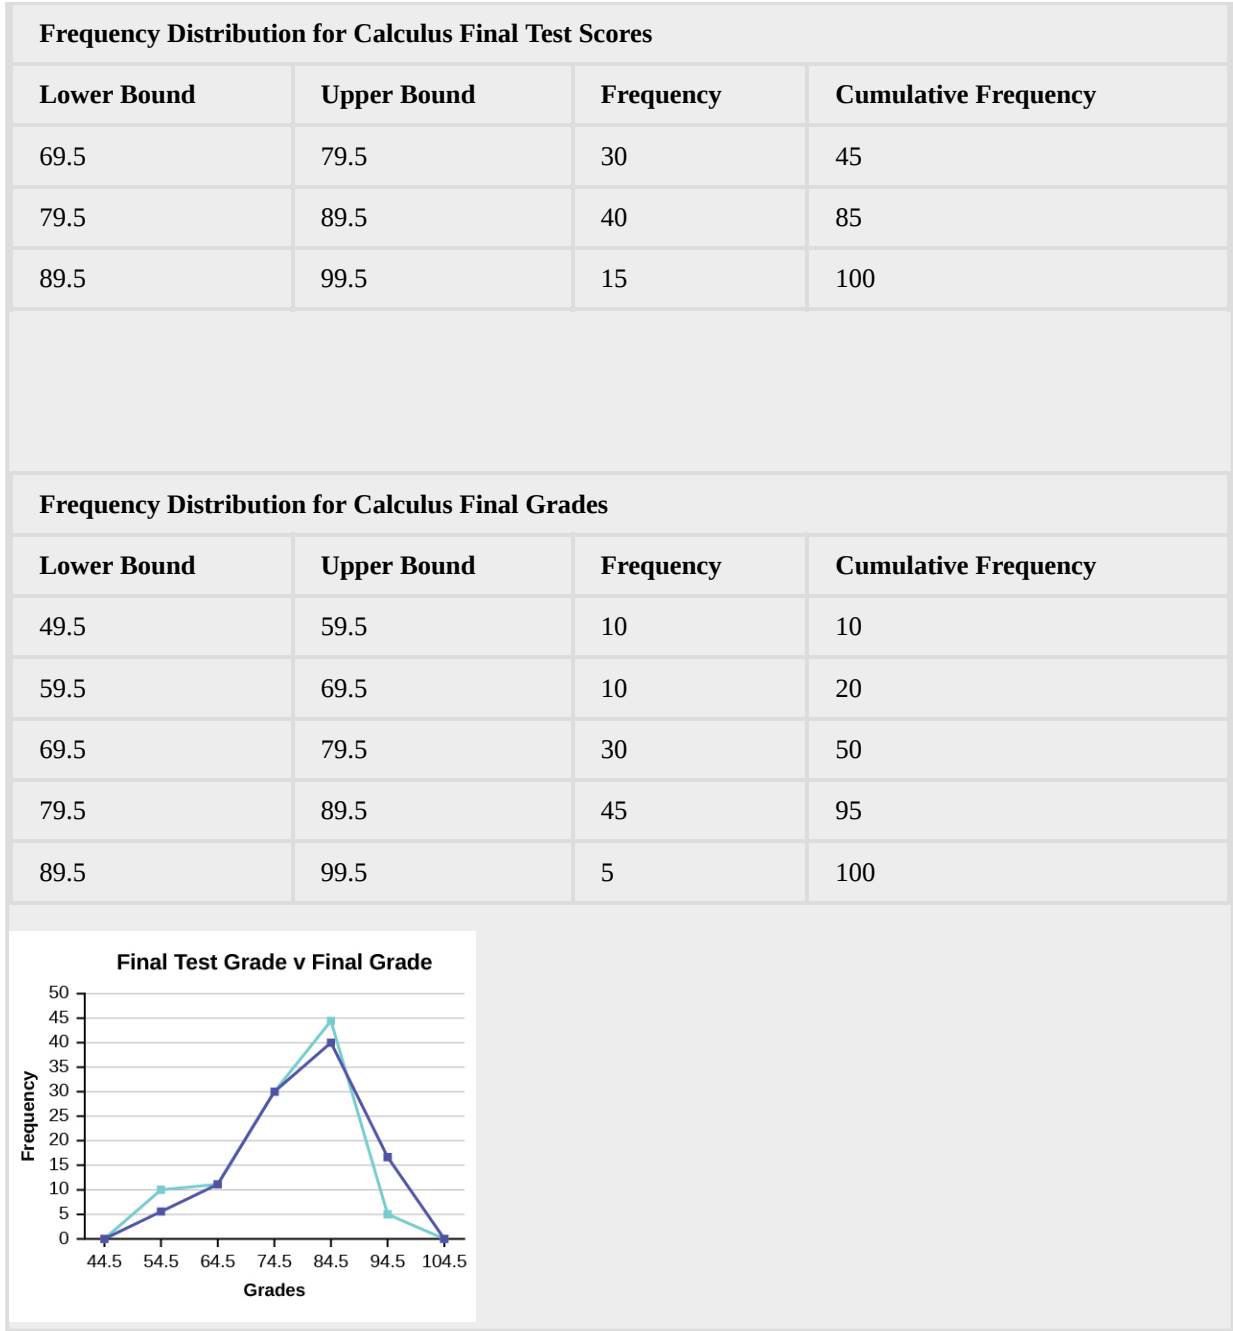 Frequency Distribution for Calculus Final Test Scores
Lower Bound Upper Bound Frequency Cumulative Frequency
69.5 79.5 30 45
79.5 89.5 40 85
89.5 99.5 15 100
Frequency Distribution for Calculus Final Grades
Lower Bound Upper Bound Frequency Cumulative Frequency
49.5 59.5 10 10
59.5 69.5 10 20
69.5 79.5 30 50
79.5 89.5 45 95
89.5 99.5 5 100
Final Test Grade v Final Grade
50
45
40
35
30
25
20
15
10
5
0
Frequency
44.5 54.5 64.5 74.5 84.5 94.5 104.5
Grades